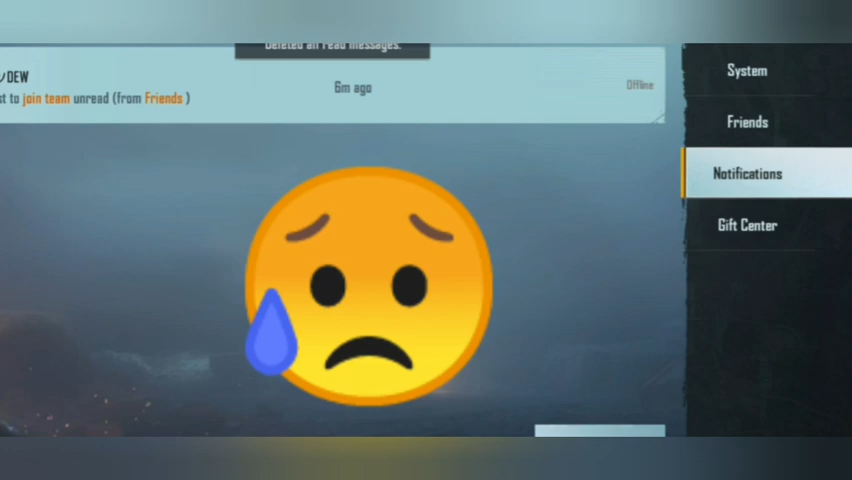 Deleted all read messages.
DEW
6m ago
Offline
st to join team unread (from Friends )
System
Friends
Notifications
Gift Center